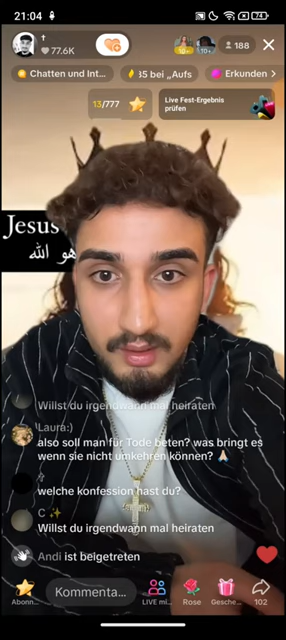 21:04
74
✝
77.6K
10+
10+
188
Chatten und Int...
35 bei „Aufs
Erkunden
13/777
Live Fest-Ergebnis
prüfen
Jesus
هو الله
Willst du irgendwann mal heiraten
Laura:)
also soll man für Tode beten? was bringt es
wenn sie nicht umkehren können? 🙏🏻
welche konfession hast du?
C ✨
Willst du irgendwann mal heiraten
Andi ist beigetreten
Abonn...
Kommenta...
LIVE mi...
Rose
Gesche...
102